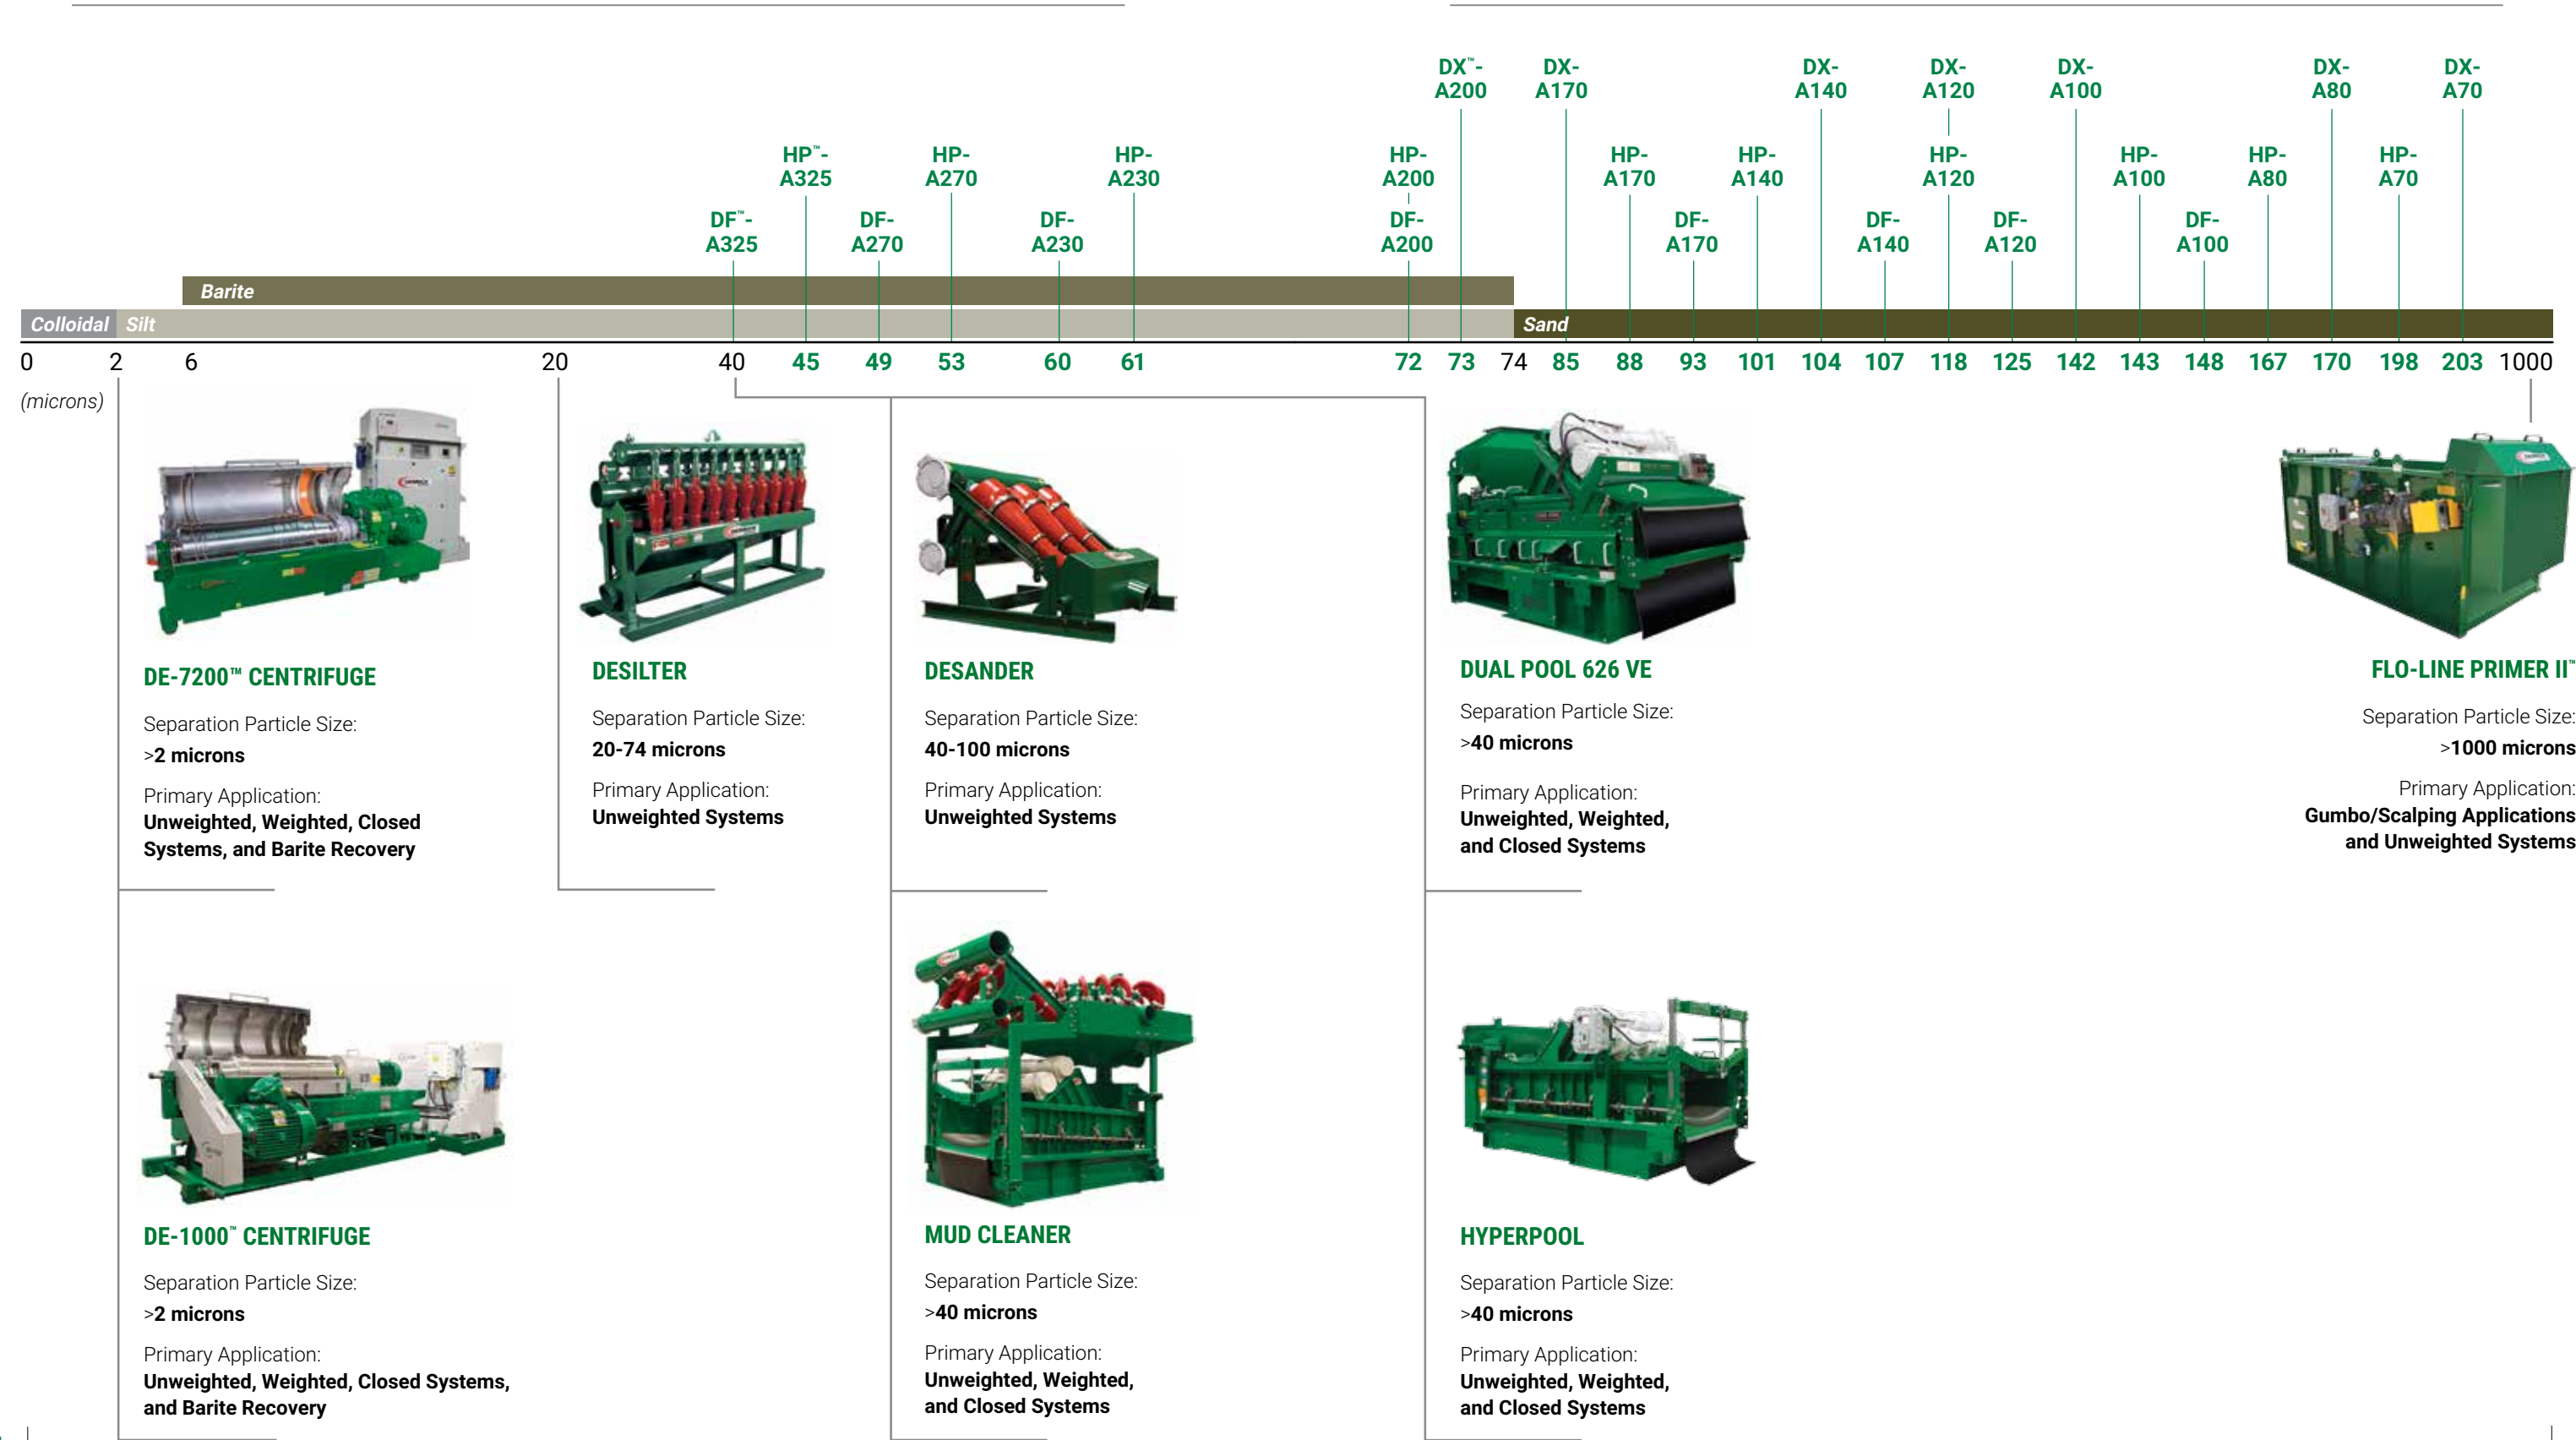 DX™-
A200
DX-
A170
DX-
A140
DX-
A120
DX-
A100
DX-
A80
DX-
A70
HP™-
A325
HP-
A270
HP-
A230
HP-
A200
HP-
A170
HP-
A140
HP-
A120
HP-
A100
HP-
A80
HP-
A70
DF™-
A325
DF-
A270
DF-
A230
DF-
A200
DF-
A170
DF-
A140
DF-
A120
DF-
A100
Barite
Colloidal Silt Sand
0 2 6 20 40 45 49 53 60 61 72 73 74 85 88 93 101 104 107 118 125 142 143 148 167 170 198 203 1000
(microns)
DE-7200™ CENTRIFUGE
Separation Particle Size:
>2 microns
Primary Application:
Unweighted, Weighted, Closed
Systems, and Barite Recovery
DESILTER
Separation Particle Size:
20-74 microns
Primary Application:
Unweighted Systems
DESANDER
Separation Particle Size:
40-100 microns
Primary Application:
Unweighted Systems
DUAL POOL 626 VE
Separation Particle Size:
>40 microns
Primary Application:
Unweighted, Weighted,
and Closed Systems
FLO-LINE PRIMER II™
Separation Particle Size:
>1000 microns
Primary Application:
Gumbo/Scalping Applications
and Unweighted Systems
DE-1000™ CENTRIFUGE
Separation Particle Size:
>2 microns
Primary Application:
Unweighted, Weighted, Closed Systems,
and Barite Recovery
MUD CLEANER
Separation Particle Size:
>40 microns
Primary Application:
Unweighted, Weighted,
and Closed Systems
HYPERPOOL
Separation Particle Size:
>40 microns
Primary Application:
Unweighted, Weighted,
and Closed Systems